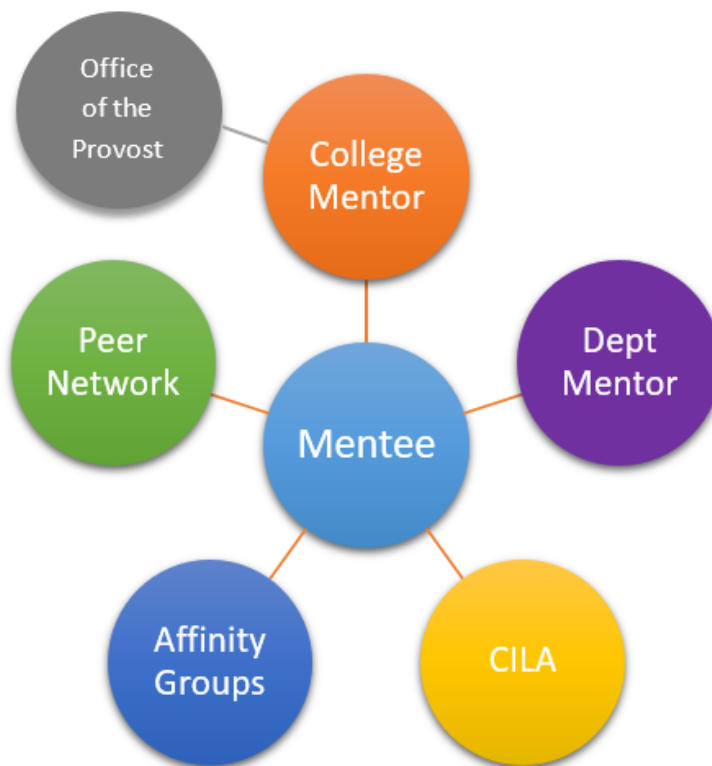 Office
of the
Provost
College
Mentor
Peer
Network
Dept
Mentor
Mentee
Affinity
Groups
CILA